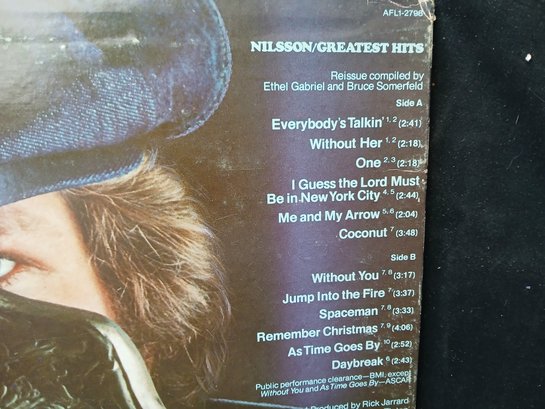 AFL1-2798
NILSSON/GREATEST HITS
Reissue compiled by
Ethel Gabriel and Bruce Somerfeld
Side A
Everybody's Talkin' 1, 2 (2:41)
Without Her 1, 2 (2:18)
One 2, 3 (2:18)
I Guess the Lord Must
Be in New York City 4, 5 (2:44)
Me and My Arrow 5, 6 (2:04)
Coconut 7 (3:48)
Side B
Without You 7, 8 (3:17)
Jump Into the Fire 7 (3:37)
Spaceman 7, 8 (3:33)
Remember Christmas 7, 9 (4:06)
As Time Goes By 10 (2:52)
Daybreak 6 (2:43)
Public performance clearance—BMI, except
Without You and As Time Goes By—ASCAP
Produced by Rick Jarrard